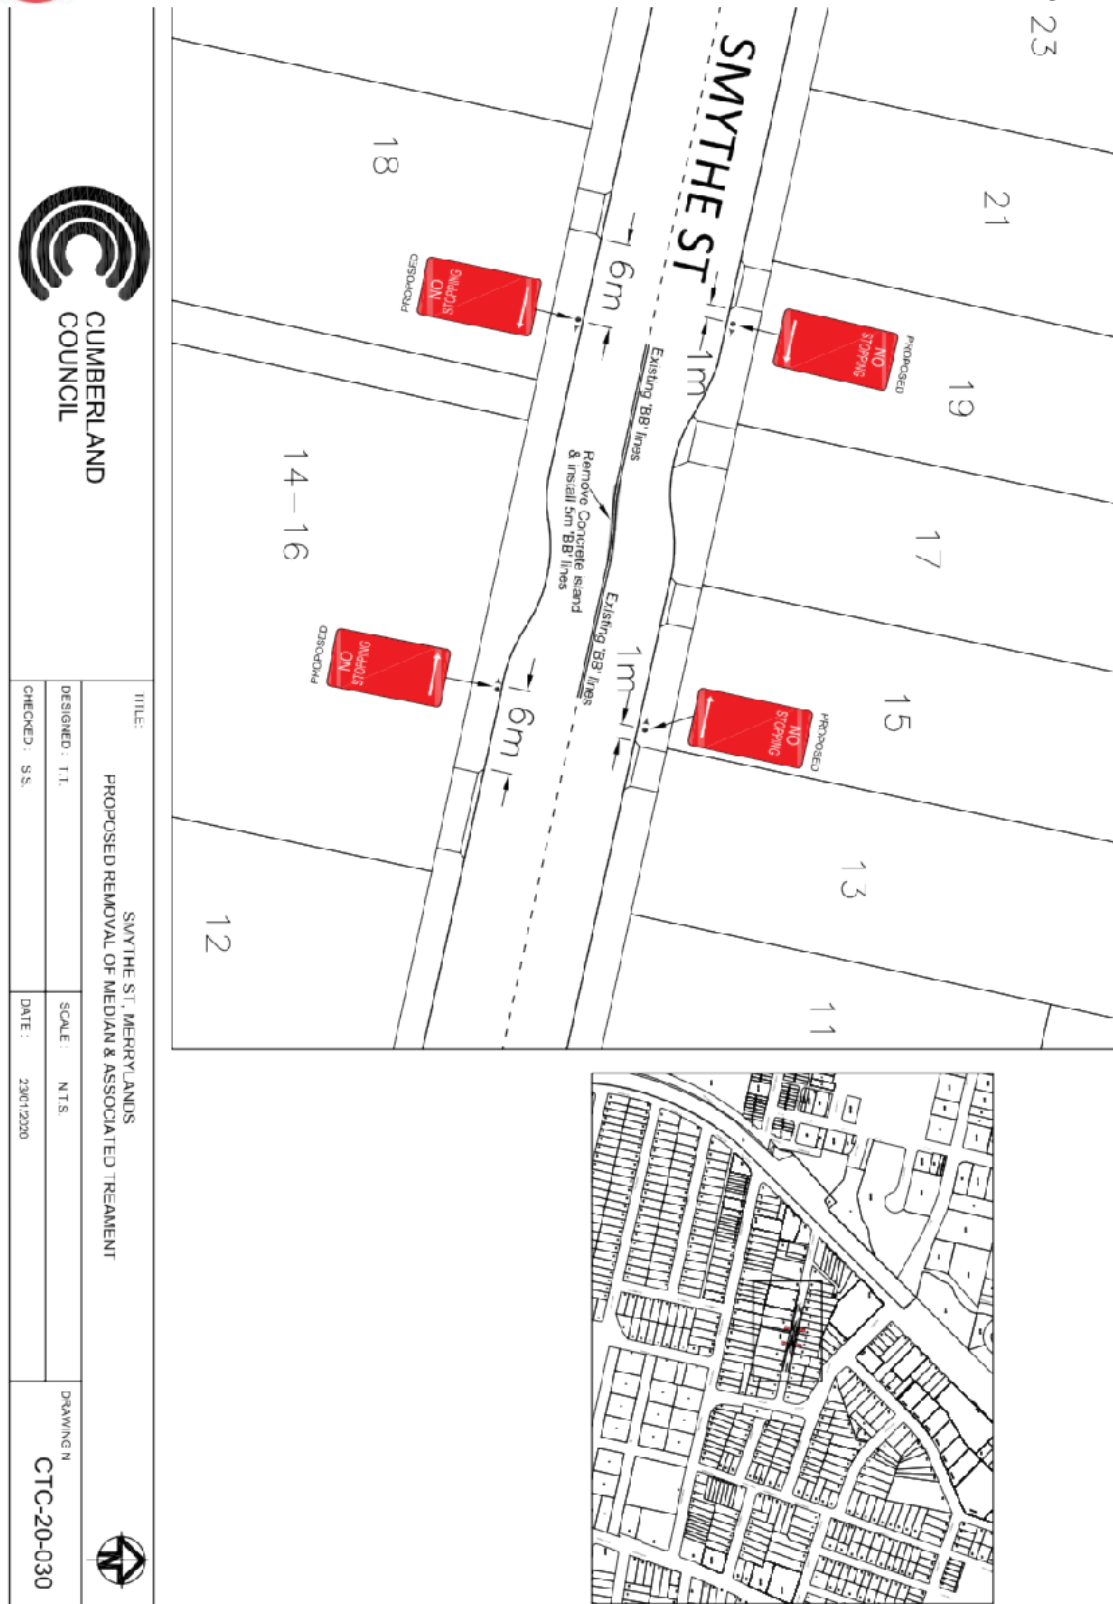 SMYTHE ST
23
21
19
17
15
13
11
18
14-16
12
PROPOSED
NO
STOPPING
PROPOSED
NO
STOPPING
PROPOSED
NO
STOPPING
PROPOSED
NO
STOPPING
6m
1m
Existing 'BB' lines
Remove Concrete island
& install 5m 'BB' lines
Existing 'BB' lines
1m
6m
CUMBERLAND
COUNCIL
TITLE:
SMYTHE ST, MERRYLANDS
PROPOSED REMOVAL OF MEDIAN & ASSOCIATED TREAMENT
DESIGNED : T.T.
SCALE : N.T.S.
CHECKED : S.S.
DATE : 23/01/2020
DRAWING N
CTC-20-030
N